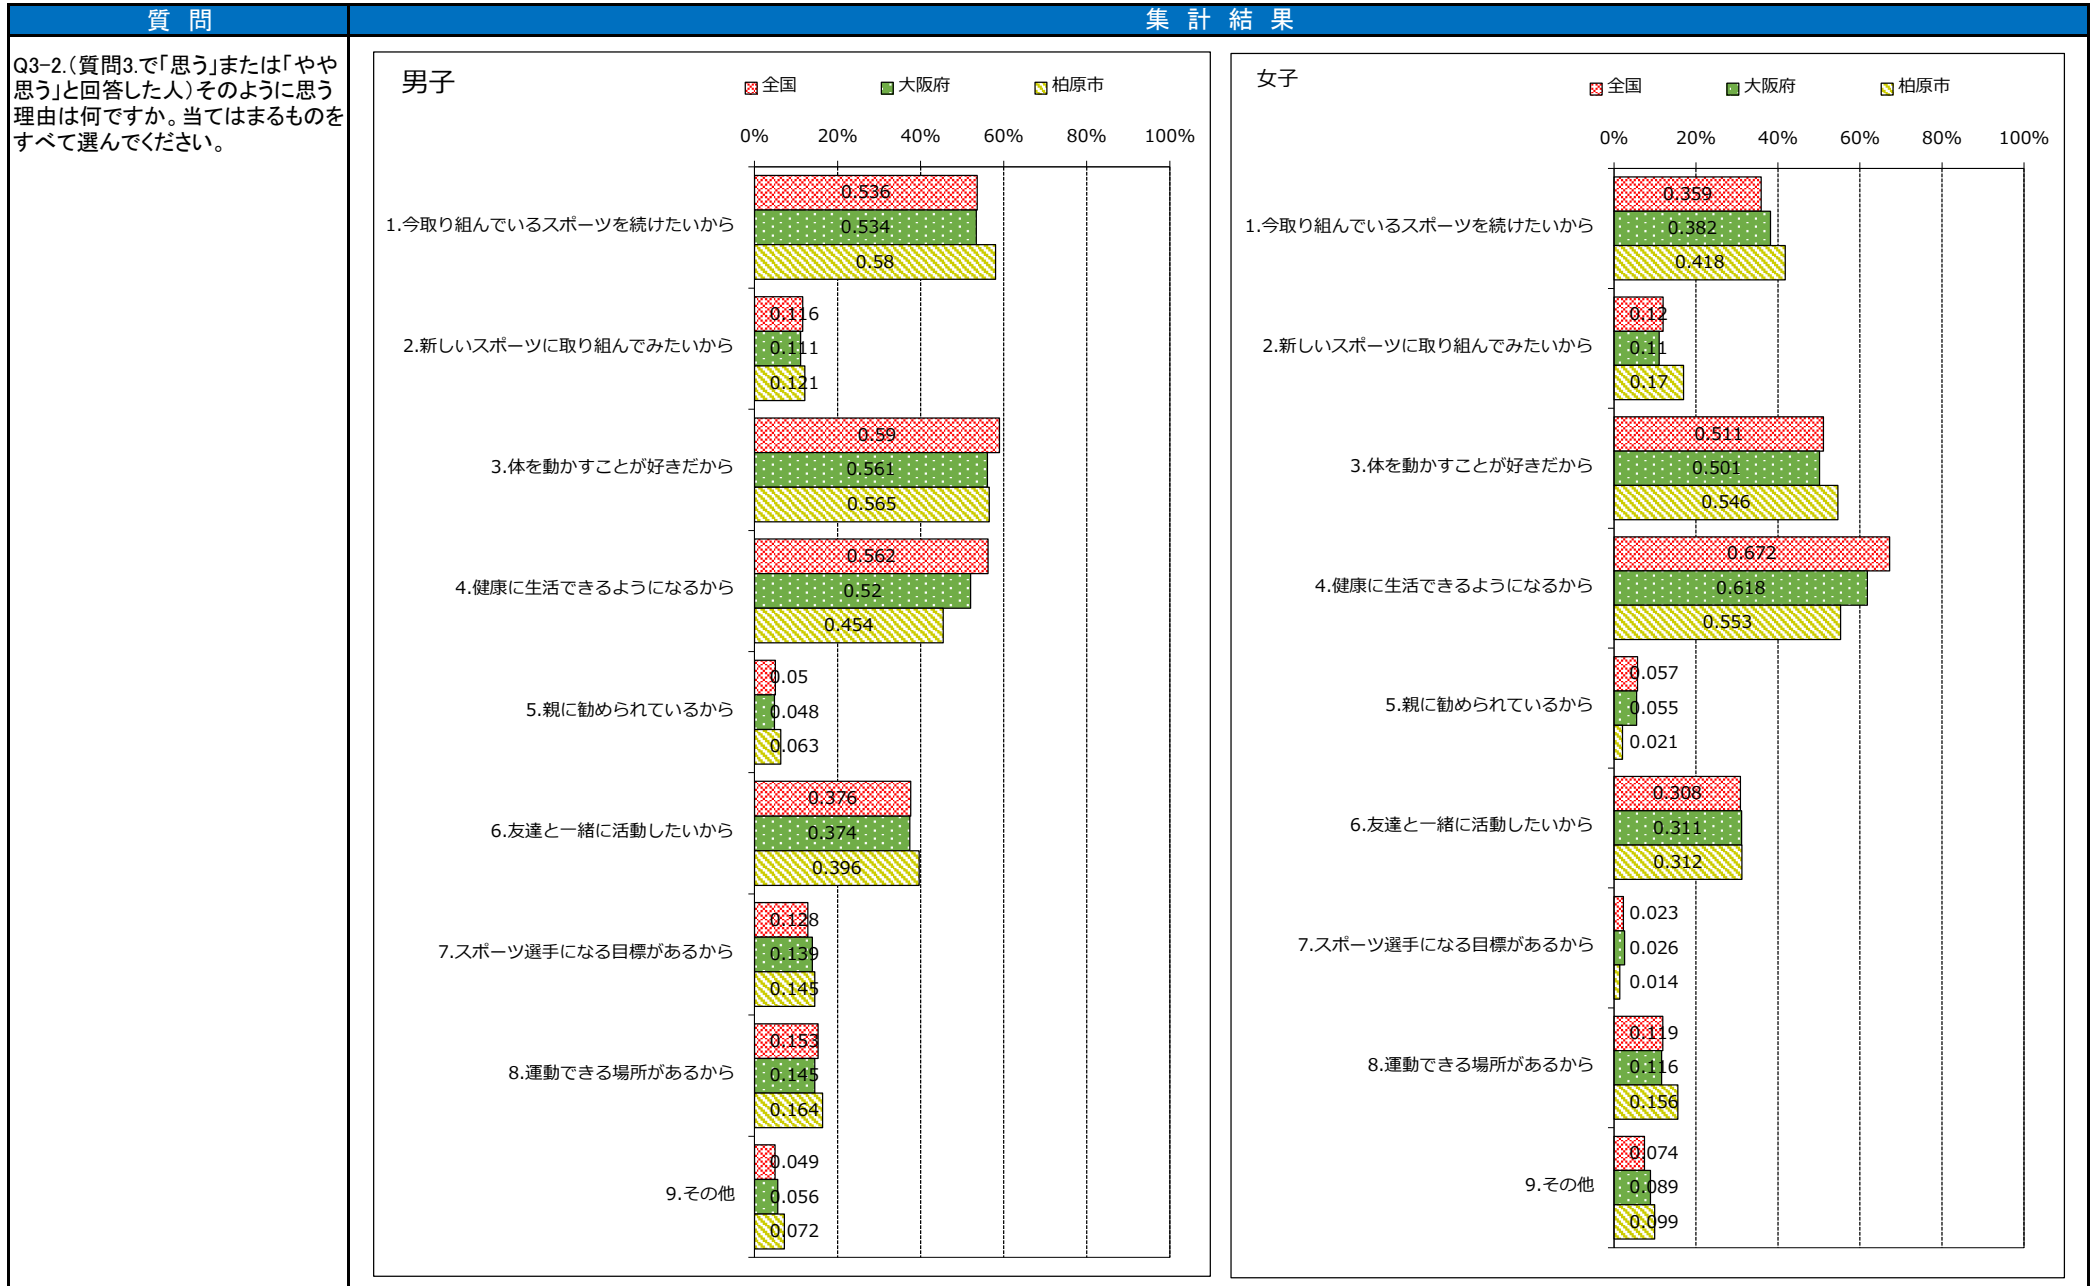 質 問
集 計 結 果
Q3-2.(質問3.で「思う」または「やや
思う」と回答した人)そのように思う
理由は何ですか。当てはまるものを
すべて選んでください。
男子
全国 大阪府 柏原市
0% 20% 40% 60% 80% 100%
1.今取り組んでいるスポーツを続けたいから
0.536
0.534
0.58
2.新しいスポーツに取り組んでみたいから
0.116
0.111
0.121
3.体を動かすことが好きだから
0.59
0.561
0.565
4.健康に生活できるようになるから
0.562
0.52
0.454
5.親に勧められているから
0.05
0.048
0.063
6.友達と一緒に活動したいから
0.376
0.374
0.396
7.スポーツ選手になる目標があるから
0.128
0.139
0.145
8.運動できる場所があるから
0.153
0.145
0.164
9.その他
0.049
0.056
0.072
女子
全国 大阪府 柏原市
0% 20% 40% 60% 80% 100%
1.今取り組んでいるスポーツを続けたいから
0.359
0.382
0.418
2.新しいスポーツに取り組んでみたいから
0.12
0.11
0.17
3.体を動かすことが好きだから
0.511
0.501
0.546
4.健康に生活できるようになるから
0.672
0.618
0.553
5.親に勧められているから
0.057
0.055
0.021
6.友達と一緒に活動したいから
0.308
0.311
0.312
7.スポーツ選手になる目標があるから
0.023
0.026
0.014
8.運動できる場所があるから
0.119
0.116
0.156
9.その他
0.074
0.089
0.099